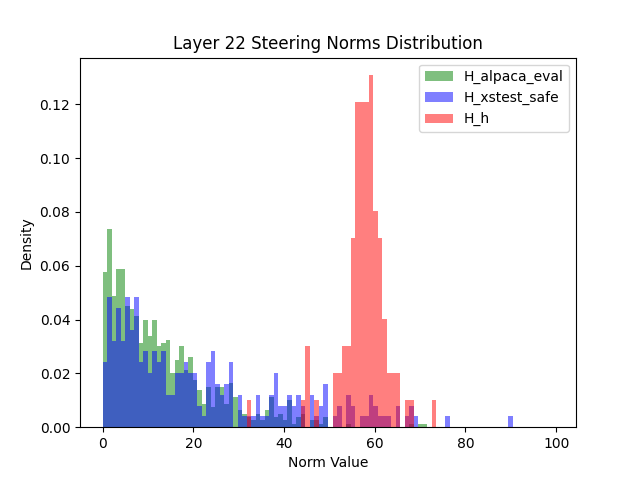 Layer 22 Steering Norms Distribution
H_alpaca_eval
H_xstest_safe
H_h
Density
0.12
0.10
0.08
0.06
0.04
0.02
0.00
0
20
40
60
80
100
Norm Value